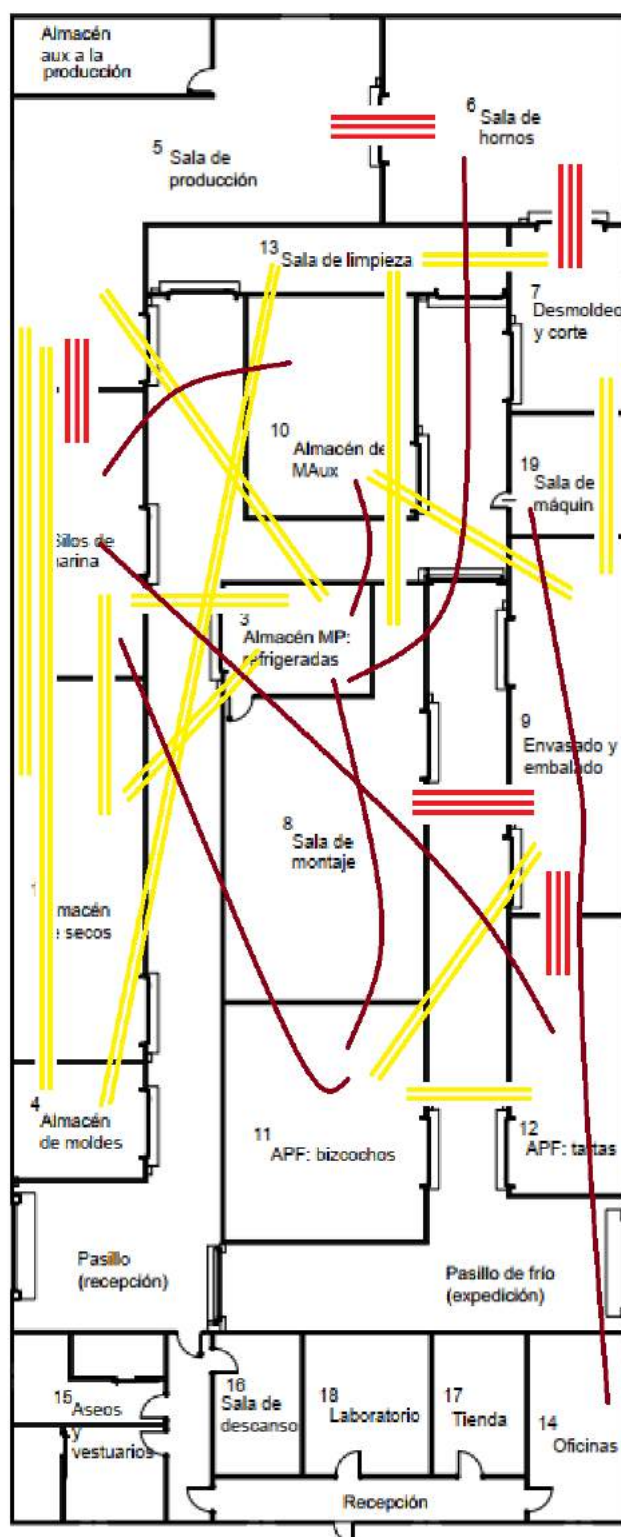 Almacén
aux a la
producción
5 Sala de
producción
6 Sala de
hornos
13 Sala de limpieza
7
Desmoldeo
y corte
10
Almacén de
MAux
19
Sala de
máquin
Silos de
harina
3
Almacén MP:
refrigeradas
9
Envasado y
embalado
8
Sala de
montaje
1
macén
secos
4
Almacén
de moldes
11
APF: bizcochos
12
APF: tartas
Pasillo
(recepción)
Pasillo de frío
(expedición)
15 Aseos
y
vestuarios
16
Sala de
descanso
18
Laboratorio
17
Tienda
14
Oficinas
Recepción